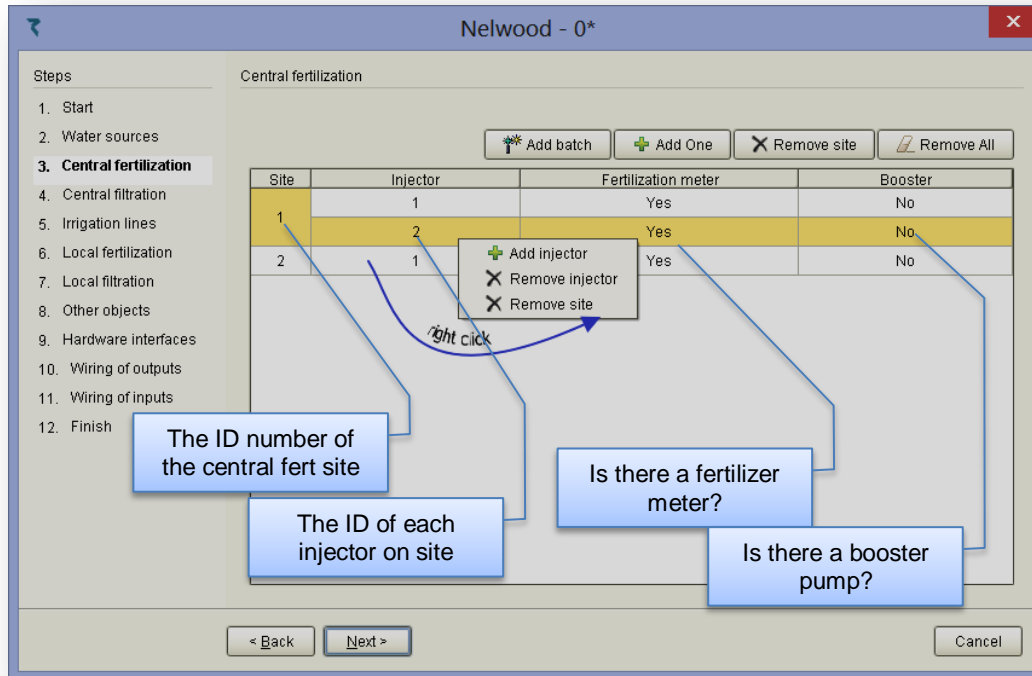 Nelwood - 0*
x
Steps
1. Start
2. Water sources
3. Central fertilization
4. Central filtration
5. Irrigation lines
6. Local fertilization
7. Local filtration
8. Other objects
9. Hardware interfaces
10. Wiring of outputs
11. Wiring of inputs
12. Finish
Central fertilization
Add batch Add One Remove site Remove All
Site Injector Fertilization meter Booster
1 1 Yes No
2 Yes No
2 1 Yes No
Add injector
Remove injector
Remove site
right click
The ID number of
the central fert site
The ID of each
injector on site
Is there a fertilizer
meter?
Is there a booster
pump?
< Back Next > Cancel